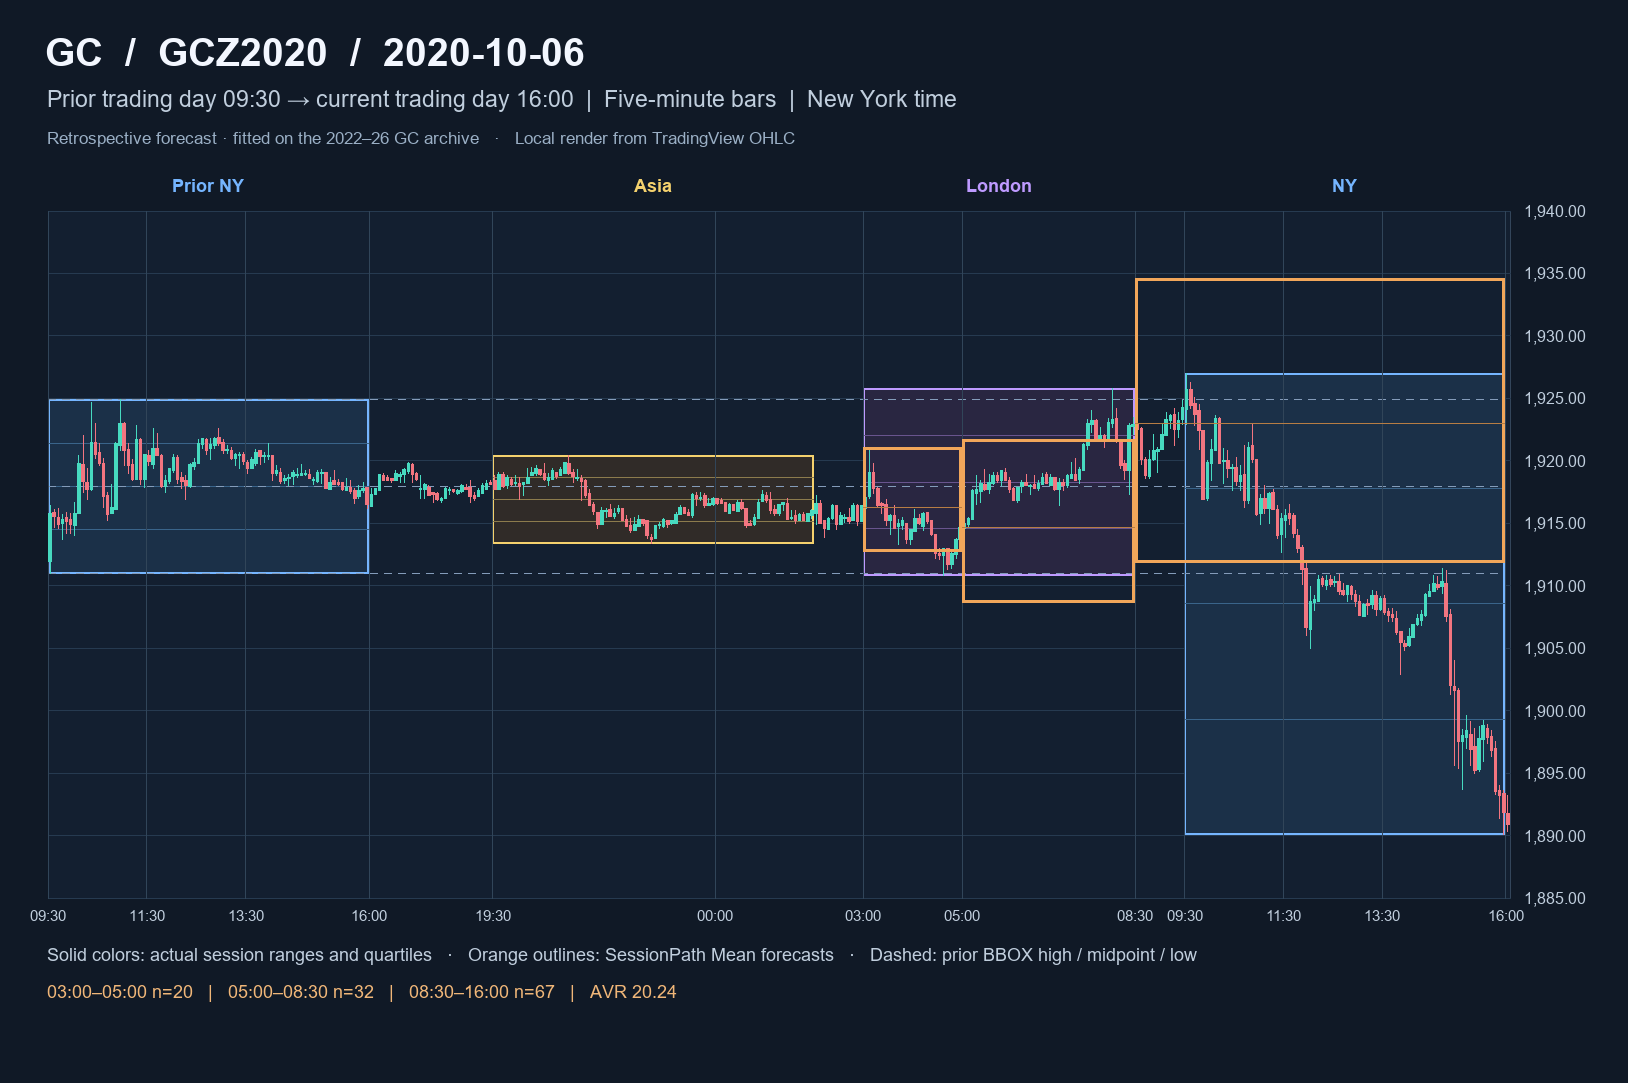 GC / GCZ2020 / 2020-10-06
Prior trading day 09:30 → current trading day 16:00 | Five-minute bars | New York time
Retrospective forecast · fitted on the 2022–26 GC archive · Local render from TradingView OHLC
Prior NY Asia London NY
1,940.00
1,935.00
1,930.00
1,925.00
1,920.00
1,915.00
1,910.00
1,905.00
1,900.00
1,895.00
1,890.00
1,885.00
09:30 11:30 13:30 16:00 19:30 00:00 03:00 05:00 08:30 09:30 11:30 13:30 16:00
Solid colors: actual session ranges and quartiles · Orange outlines: SessionPath Mean forecasts · Dashed: prior BBOX high / midpoint / low
03:00–05:00 n=20 | 05:00–08:30 n=32 | 08:30–16:00 n=67 | AVR 20.24